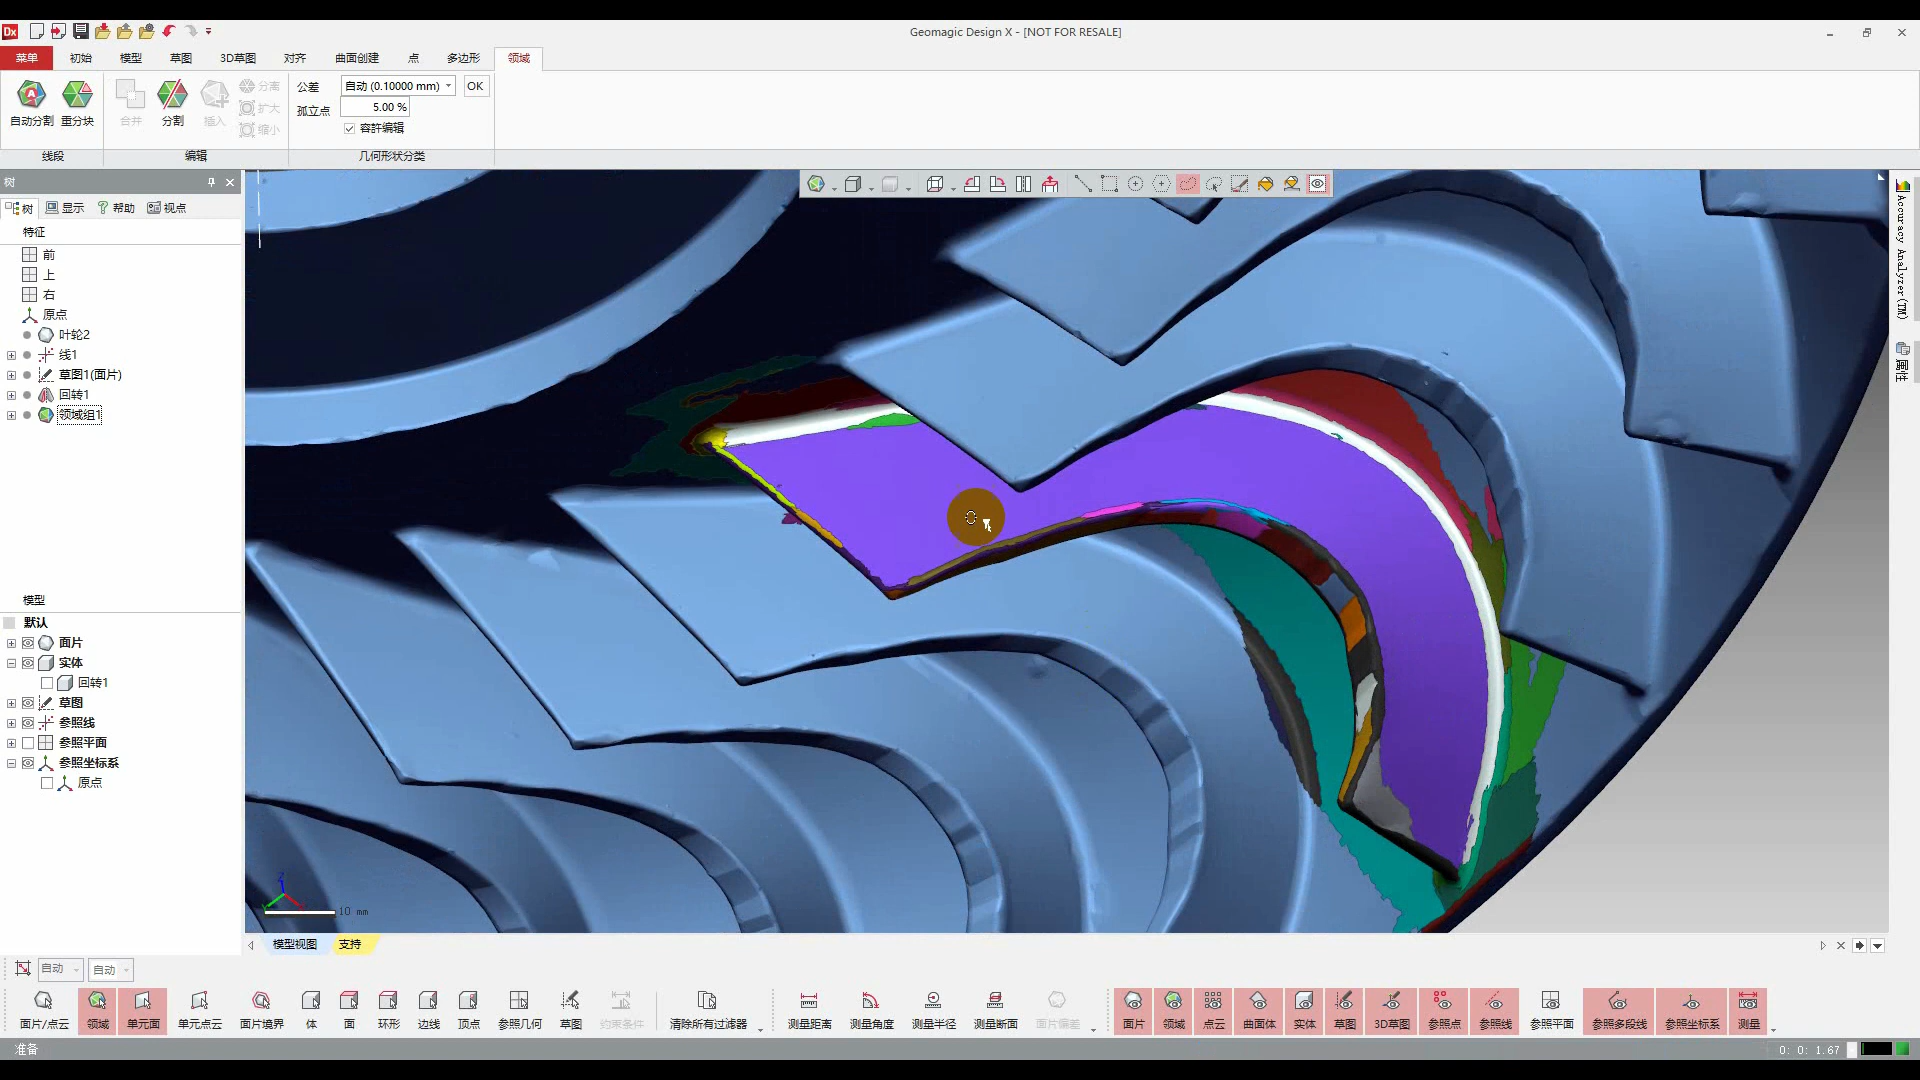 Dx
Geomagic Design X - [NOT FOR RESALE]
菜单 初始 模型 草图 3D草图 对齐 曲面创建 点 多边形 领域
自动分割 重分块 合并 分割 插入 分离 扩大 缩小
公差 自动 (0.10000 mm) OK
孤立点 5.00 %
容許编辑
线段 编辑 几何形状分类
树
树 显示 帮助 视点
特征
前
上
右
原点
叶轮2
线1
草图1(面片)
回转1
领域组1
模型
默认
面片
实体
回转1
草图
参照线
参照平面
参照坐标系
原点
Accuracy Analyzer(TM)
属性
Z
10 mm
模型视图 支持
自动 自动
面片/点云 领域 单元面 单元点云 面片境界 体 面 环形 边线 顶点 参照几何 草图 约束条件 清除所有过滤器 测量距离 测量角度 测量半径 测量断面 面片偏差 面片 领域 点云 曲面体 实体 草图 3D草图 参照点 参照线 参照平面 参照多段线 参照坐标系 测量
准备
0: 0: 1.67